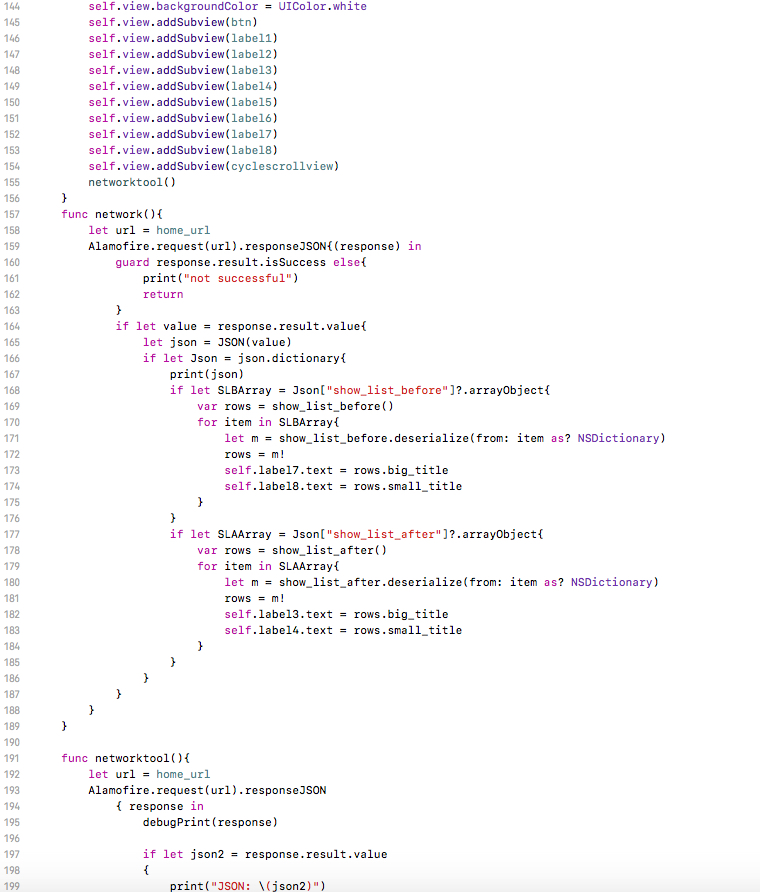 144 self.view.backgroundColor = UIColor.white
145 self.view.addSubview(btn)
146 self.view.addSubview(label1)
147 self.view.addSubview(label2)
148 self.view.addSubview(label3)
149 self.view.addSubview(label4)
150 self.view.addSubview(label5)
151 self.view.addSubview(label6)
152 self.view.addSubview(label7)
153 self.view.addSubview(label8)
154 self.view.addSubview(cyclescrollview)
155 networktool()
156 }
157 func network(){
158 let url = home_url
159 Alamofire.request(url).responseJSON{(response) in
160 guard response.result.isSuccess else{
161 print("not successful")
162 return
163 }
164 if let value = response.result.value{
165 let json = JSON(value)
166 if let Json = json.dictionary{
167 print(json)
168 if let SLBArray = Json["show_list_before"]?.arrayObject{
169 var rows = show_list_before()
170 for item in SLBArray{
171 let m = show_list_before.deserialize(from: item as? NSDictionary)
172 rows = m!
173 self.label7.text = rows.big_title
174 self.label8.text = rows.small_title
175 }
176 }
177 if let SLAArray = Json["show_list_after"]?.arrayObject{
178 var rows = show_list_after()
179 for item in SLAArray{
180 let m = show_list_after.deserialize(from: item as? NSDictionary)
181 rows = m!
182 self.label3.text = rows.big_title
183 self.label4.text = rows.small_title
184 }
185 }
186 }
187 }
188 }
189 }
190
191 func networktool(){
192 let url = home_url
193 Alamofire.request(url).responseJSON
194 { response in
195 debugPrint(response)
196
197 if let json2 = response.result.value
198 {
199 print("JSON: \(json2)")